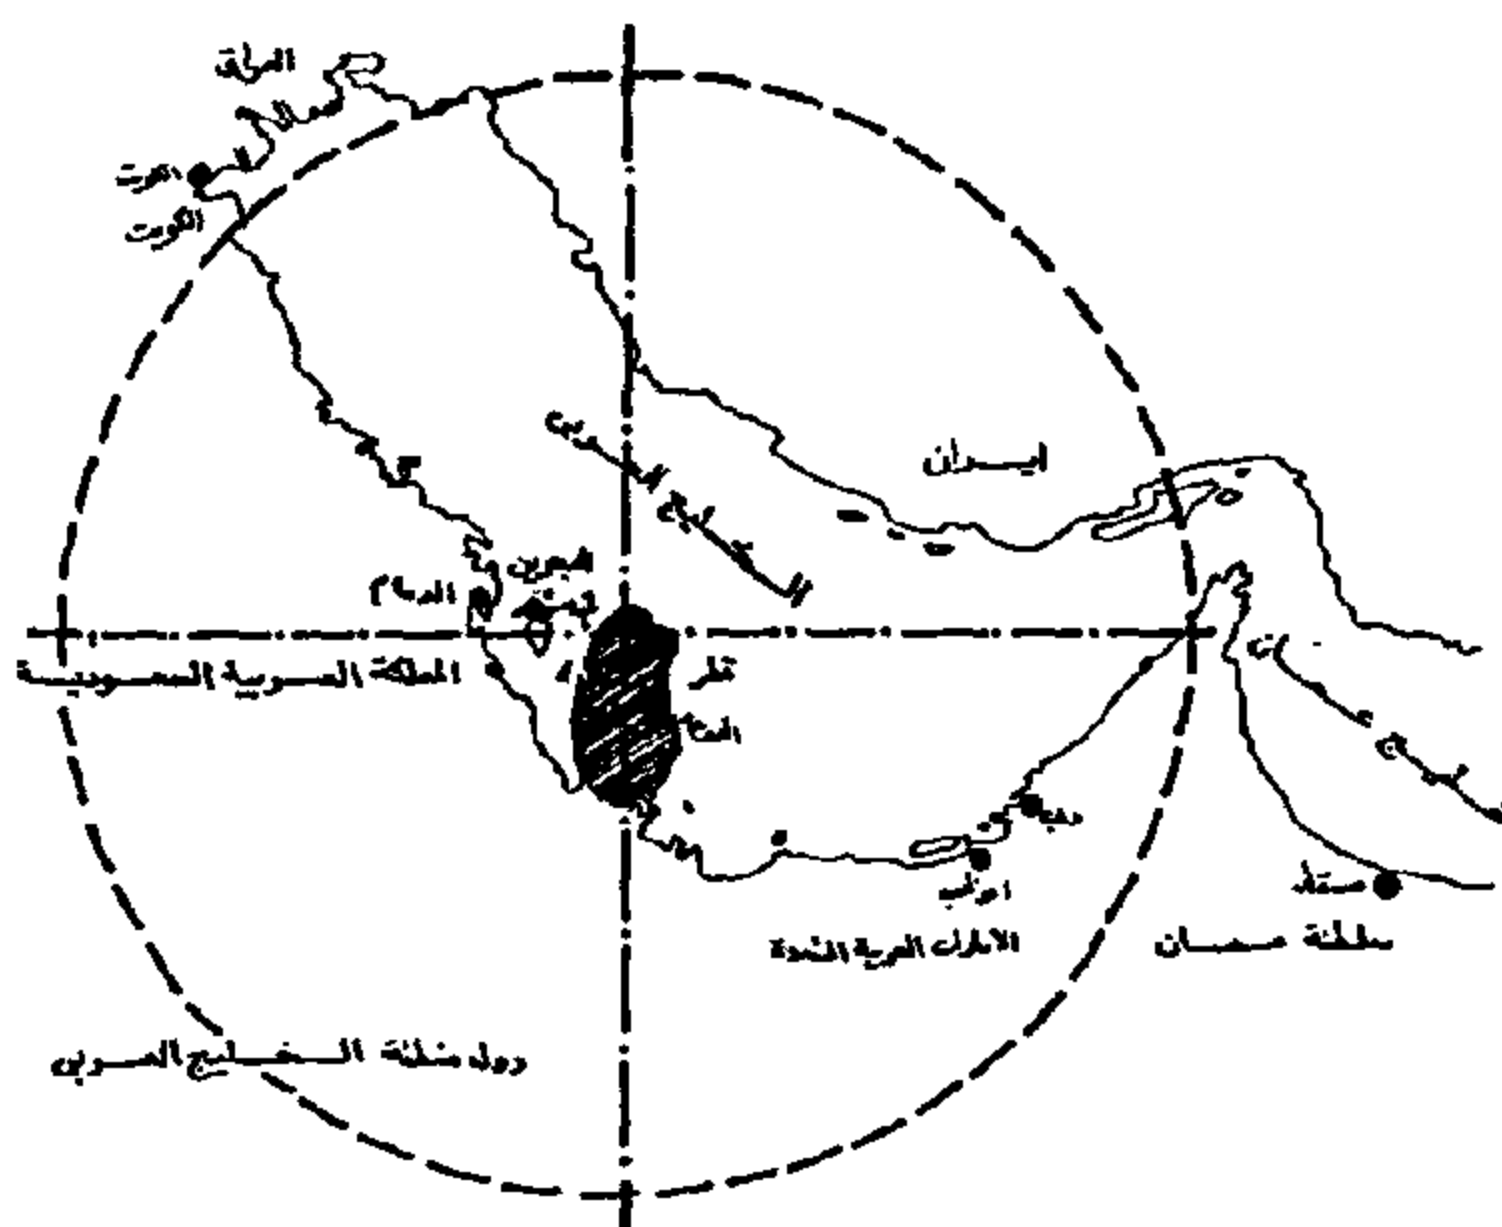 العراق
الكويت
الكويت
ايران
الخليج العربي
البحرين
الدمام
المملكة العربية السعودية
قطر
دبي
مسقط
الامارات العربية المتحدة
سلطنة عمان
دول منطقة الخليج العربي